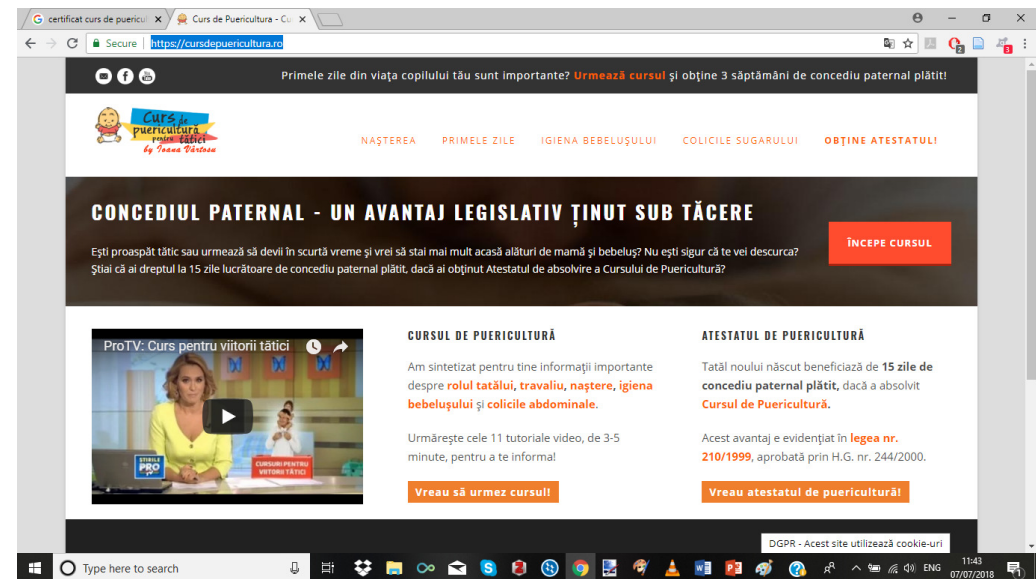 certificat curs de puericul
Curs de Puericultura - Cu
Secure
https://cursdepuericultura.ro
Primele zile din viața copilului tău sunt importante? Urmează cursul și obține 3 săptămâni de concediu paternal plătit!
Curs de
puericultură
pentru tătici
by Ioana Vârtosu
NAȘTEREA
PRIMELE ZILE
IGIENA BEBELUȘULUI
COLICILE SUGARULUI
OBȚINE ATESTATUL!
CONCEDIUL PATERNAL - UN AVANTAJ LEGISLATIV ȚINUT SUB TĂCERE
Ești proaspăt tătic sau urmează să devii în scurtă vreme și vrei să stai mai mult acasă alături de mamă și bebeluș? Nu ești sigur că te vei descurca?
Știai că ai dreptul la 15 zile lucrătoare de concediu paternal plătit, dacă ai obținut Atestatul de absolvire a Cursului de Puericultură?
ÎNCEPE CURSUL
ProTV: Curs pentru viitorii tătici
ȘTIRILE
PRO
CURSURI PENTRU
VIITORII TĂTICI
CURSUL DE PUERICULTURĂ
Am sintetizat pentru tine informații importante
despre rolul tatălui, travaliu, naștere, igiena
bebelușului și colicile abdominale.
Urmărește cele 11 tutoriale video, de 3-5
minute, pentru a te informa!
Vreau să urmez cursul!
ATESTATUL DE PUERICULTURĂ
Tatăl noului născut beneficiază de 15 zile de
concediu paternal plătit, dacă a absolvit
Cursul de Puericultură.
Acest avantaj e evidențiat în legea nr.
210/1999, aprobată prin H.G. nr. 244/2000.
Vreau atestatul de puericultură!
DGPR - Acest site utilizează cookie-uri
Type here to search
ENG
11:43
07/07/2018